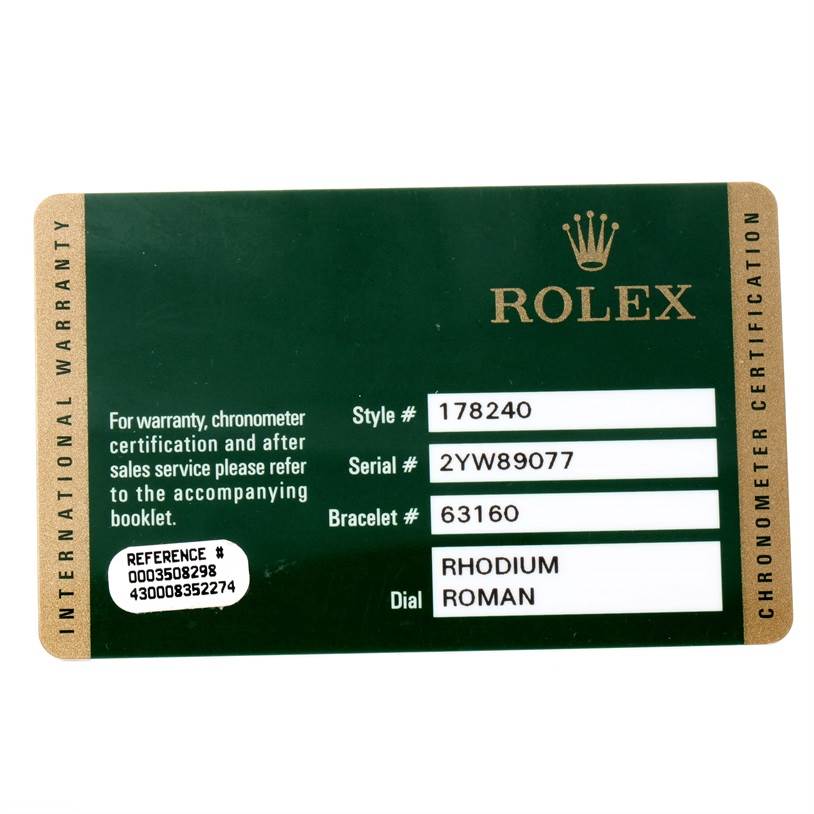 INTERNATIONAL WARRANTY
ROLEX
For warranty, chronometer
certification and after
sales service please refer
to the accompanying
booklet.
REFERENCE #
0003508298
430008352274
Style # 178240
Serial # 2YW89077
Bracelet # 63160
Dial RHODIUM
ROMAN
CHRONOMETER CERTIFICATION